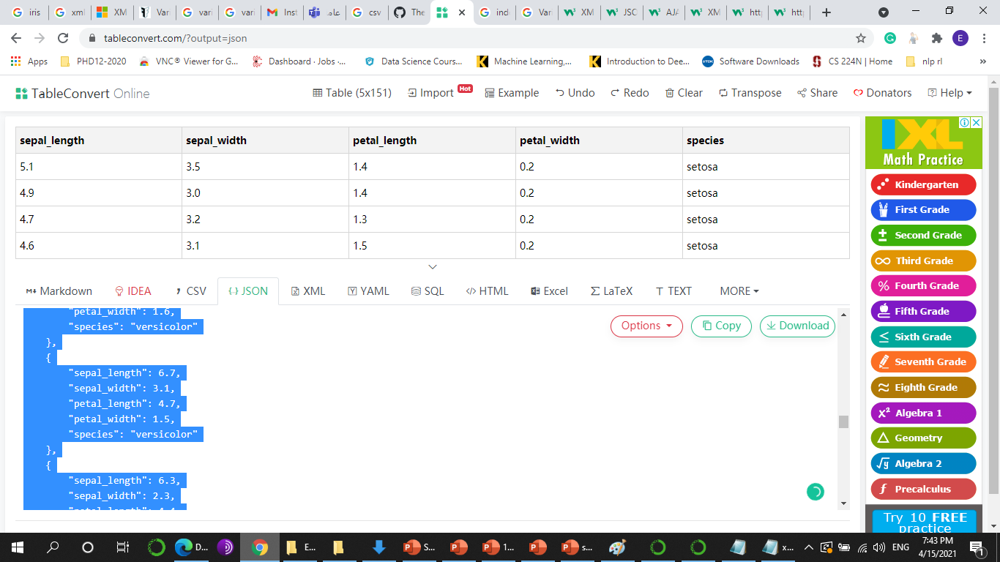 iris
xml
XM
Vari
vari
vari
Inst
عاد
csv
The
ind
Var
XM
JSC
AJA
XM
http
http
tableconvert.com/?output=json
E
Apps
PHD12-2020
VNC® Viewer for G...
Dashboard · Jobs ·...
Data Science Cours...
Machine Learning,...
Introduction to Dee...
Software Downloads
CS 224N | Home
nlp rl
»
TableConvert Online
Table (5x151)
Import Hot
Example
Undo
Redo
Clear
Transpose
Share
Donators
Help
sepal_length sepal_width petal_length petal_width species
5.1 3.5 1.4 0.2 setosa
4.9 3.0 1.4 0.2 setosa
4.7 3.2 1.3 0.2 setosa
4.6 3.1 1.5 0.2 setosa
Markdown
IDEA
CSV
JSON
XML
YAML
SQL
HTML
Excel
LaTeX
TEXT
MORE
Options
Copy
Download
"petal_width": 1.6,
"species": "versicolor"
},
{
"sepal_length": 6.7,
"sepal_width": 3.1,
"petal_length": 4.7,
"petal_width": 1.5,
"species": "versicolor"
},
{
"sepal_length": 6.3,
"sepal_width": 2.3,
"petal_length": 4.4,
IXL
Math Practice
Kindergarten
First Grade
Second Grade
Third Grade
Fourth Grade
Fifth Grade
Sixth Grade
Seventh Grade
Eighth Grade
x² Algebra 1
Geometry
√y Algebra 2
f Precalculus
Try 10 FREE
practice
D...
E...
S...
1...
s...
x...
ENG
7:43 PM
4/15/2021
1